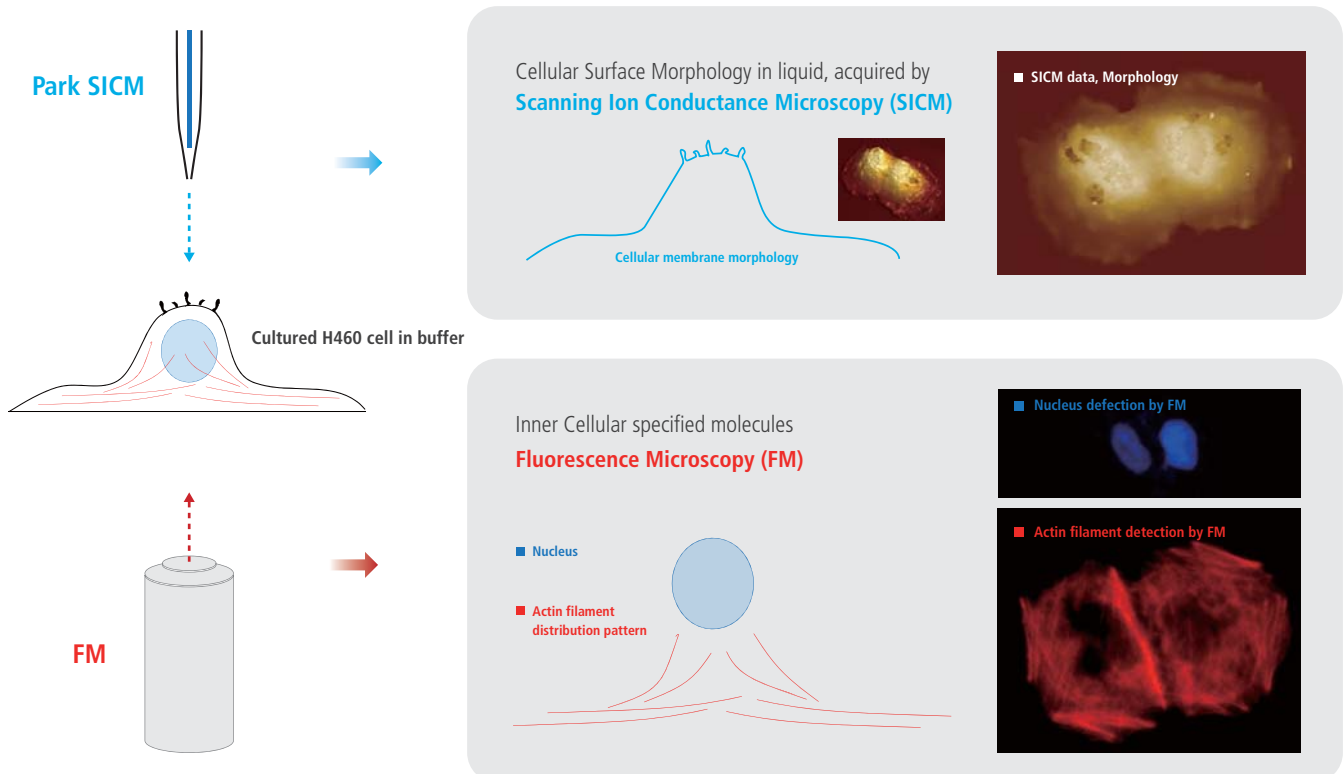 Park SICM
Cultured H460 cell in buffer
FM
Cellular Surface Morphology in liquid, acquired by
Scanning Ion Conductance Microscopy (SICM)
Cellular membrane morphology
SICM data, Morphology
Inner Cellular specified molecules
Fluorescence Microscopy (FM)
Nucleus
Actin filament
distribution pattern
Nucleus defection by FM
Actin filament detection by FM